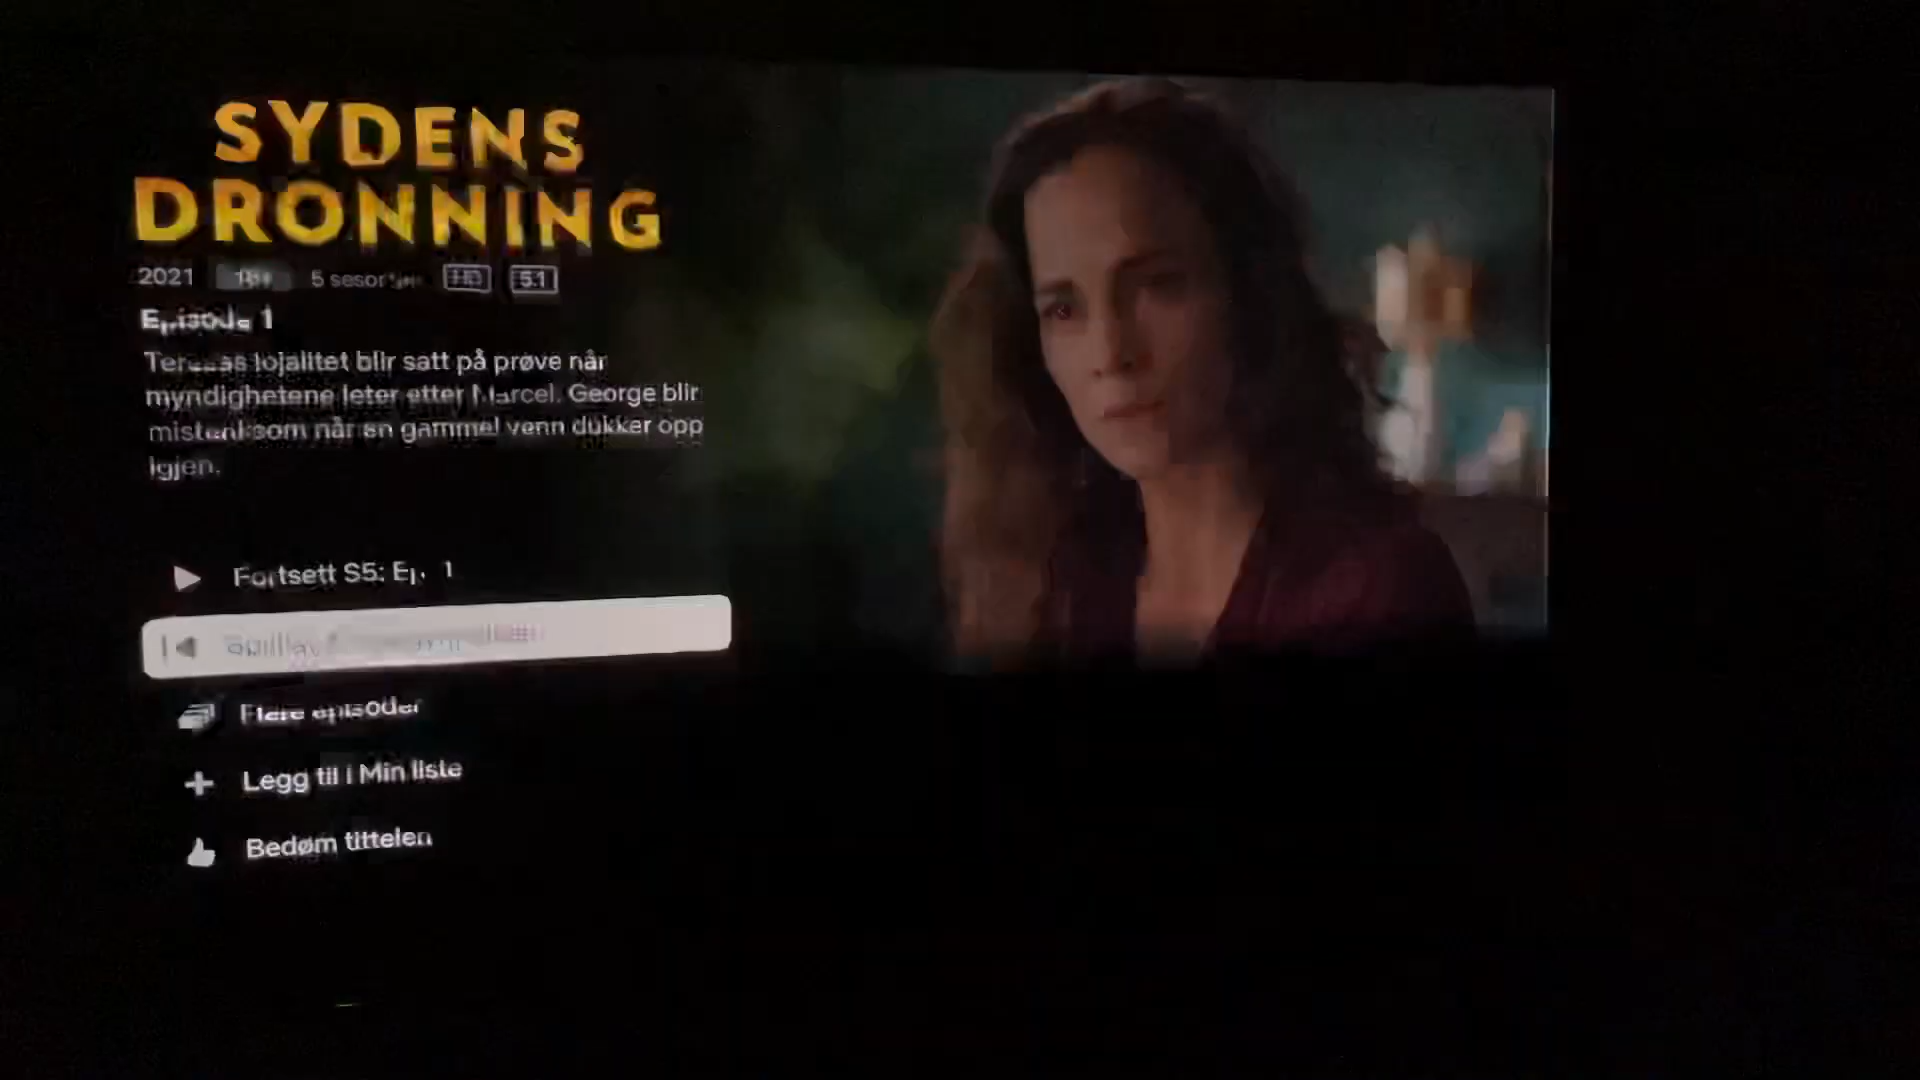 SYDENS
DRONNING
2021 18+ 5 sesonger HD 5.1
Episode 1
Teresas lojalitet blir satt på prøve når
myndighetene leter etter Marcel. George blir
mistenksom når en gammel venn dukker opp
igjen.
Fortsett S5: Ep. 1
Flere episoder
Legg til i Min liste
Bedøm tittelen